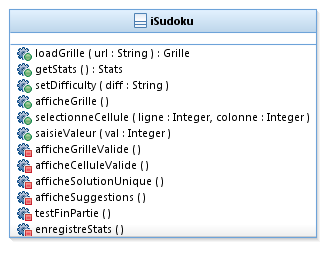 iSudoku
loadGrille ( url : String ) : Grille
getStats ( ) : Stats
setDifficulty ( diff : String )
afficheGrille ( )
selectionneCellule ( ligne : Integer, colonne : Integer )
saisieValeur ( val : Integer )
afficheGrilleValide ( )
afficheCelluleValide ( )
afficheSolutionUnique ( )
afficheSuggestions ( )
testFinPartie ( )
enregistreStats ( )